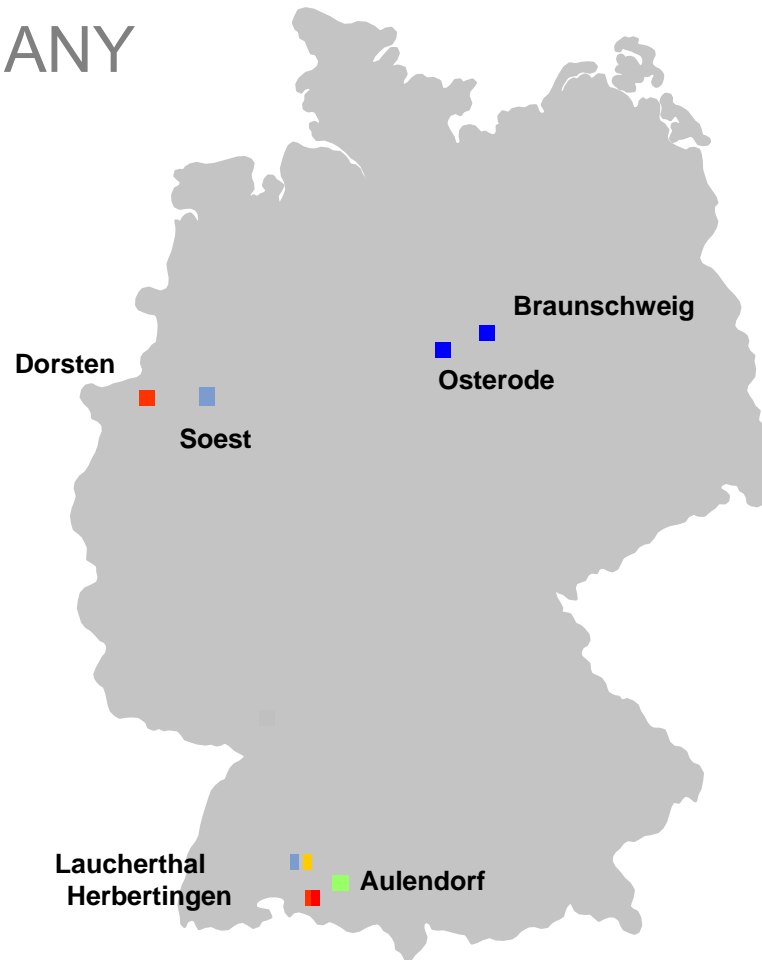 ANY
Braunschweig
Dorsten
Osterode
Soest
Laucherthal
Aulendorf
Herbertingen